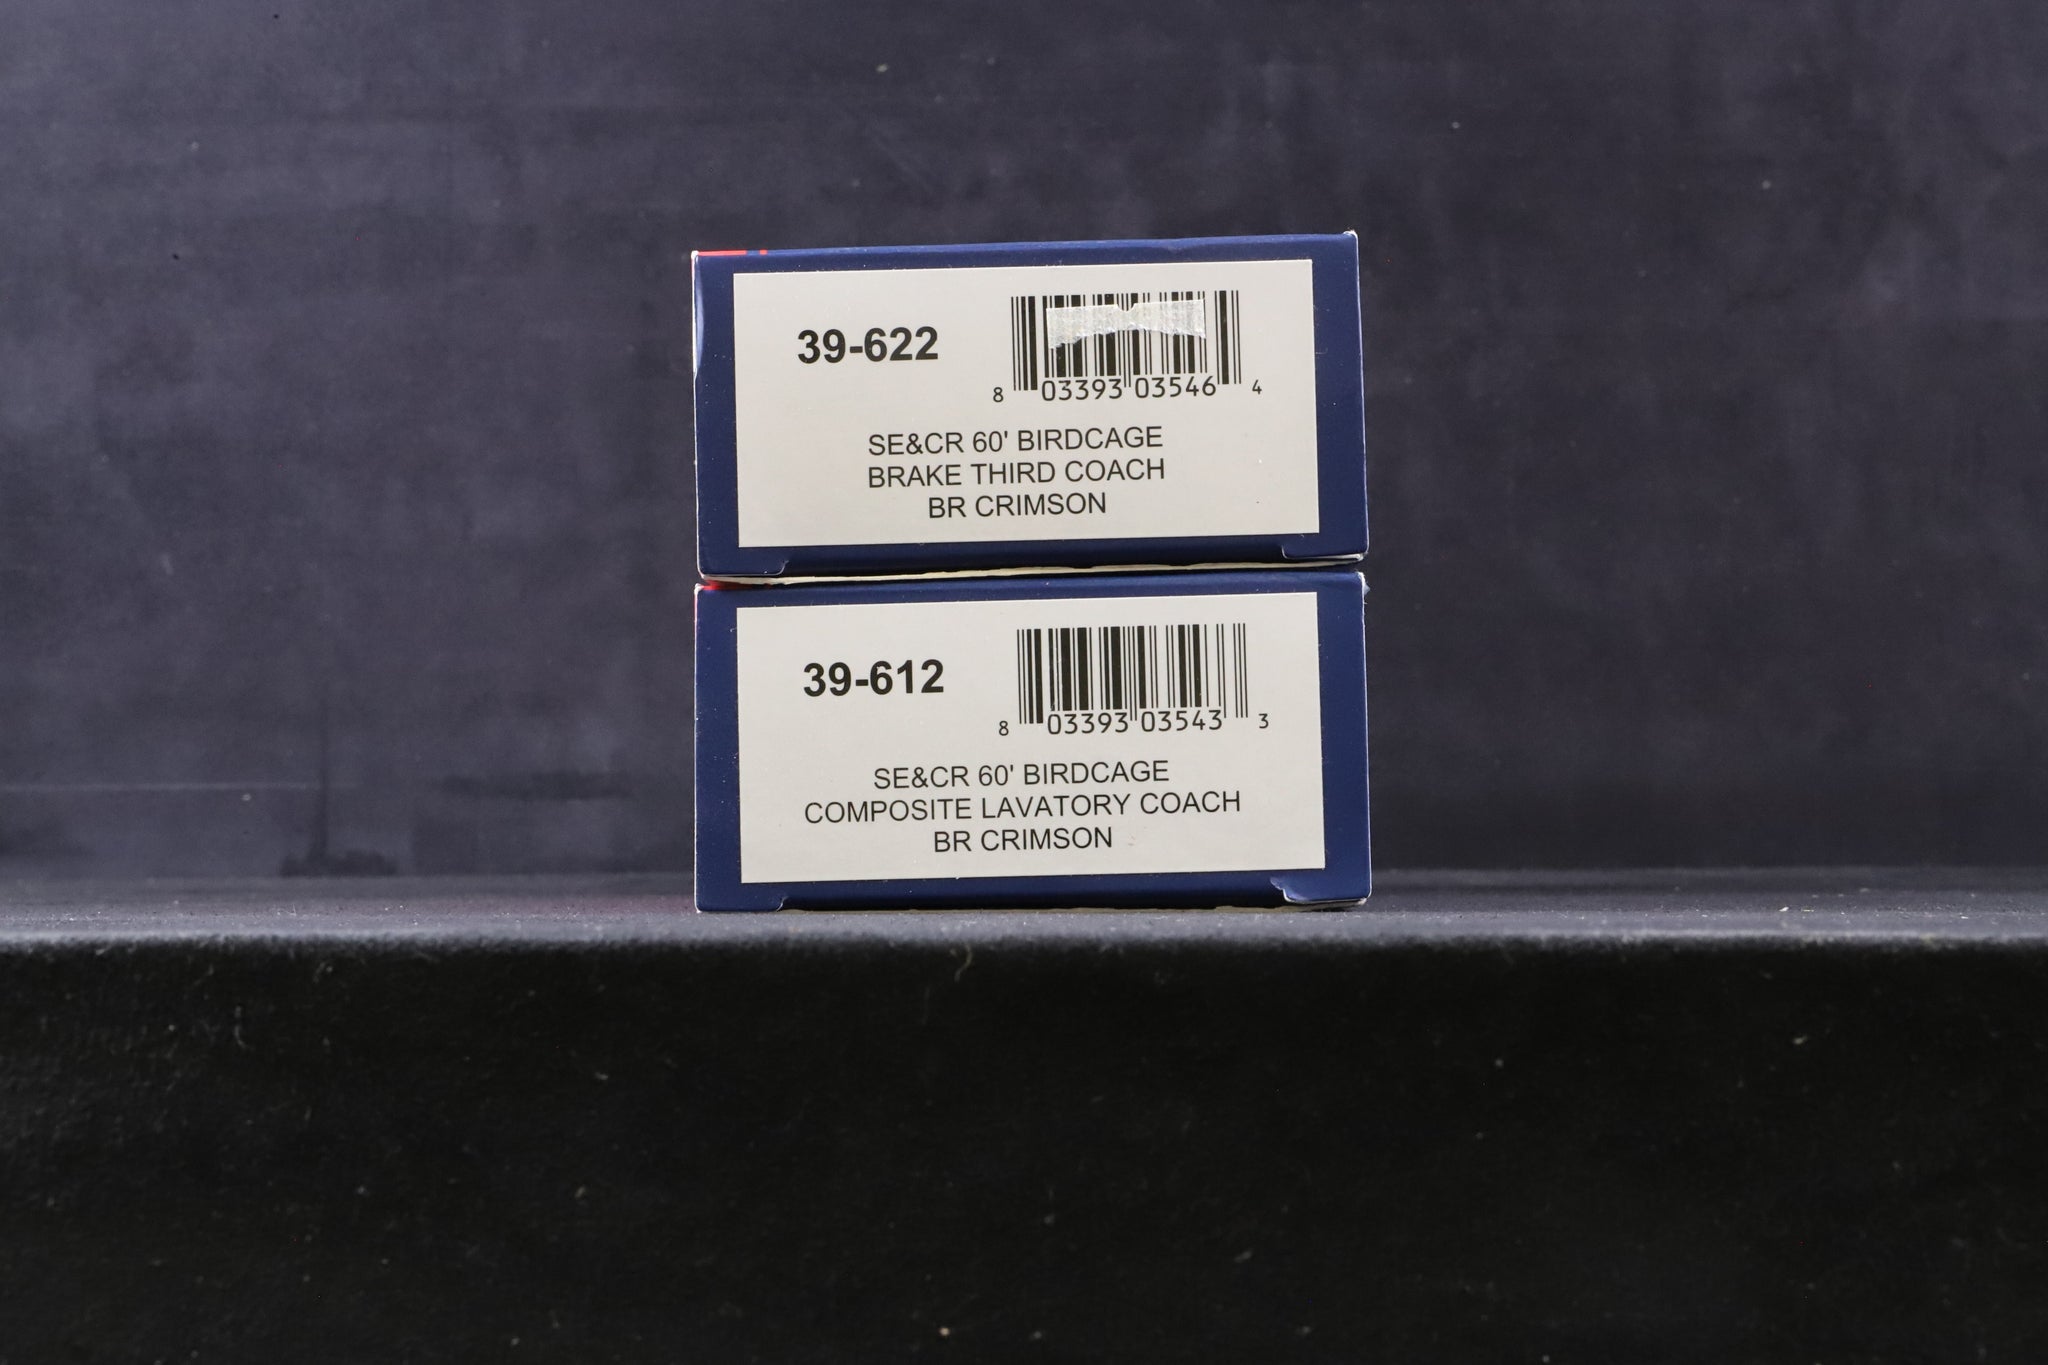 39-622
8 03393 03546 4
SE&CR 60' BIRDCAGE
BRAKE THIRD COACH
BR CRIMSON
39-612
8 03393 03543 3
SE&CR 60' BIRDCAGE
COMPOSITE LAVATORY COACH
BR CRIMSON